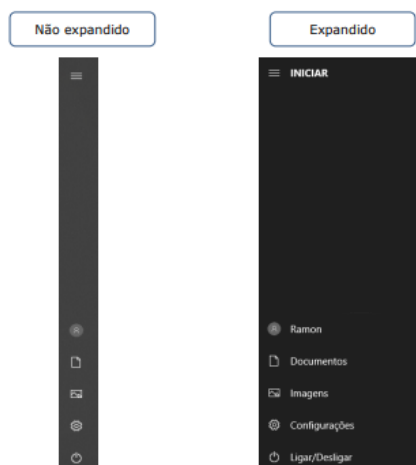 Não expandido
Expandido
INICIAR
Ramon
Documentos
Imagens
Configurações
Ligar/Desligar